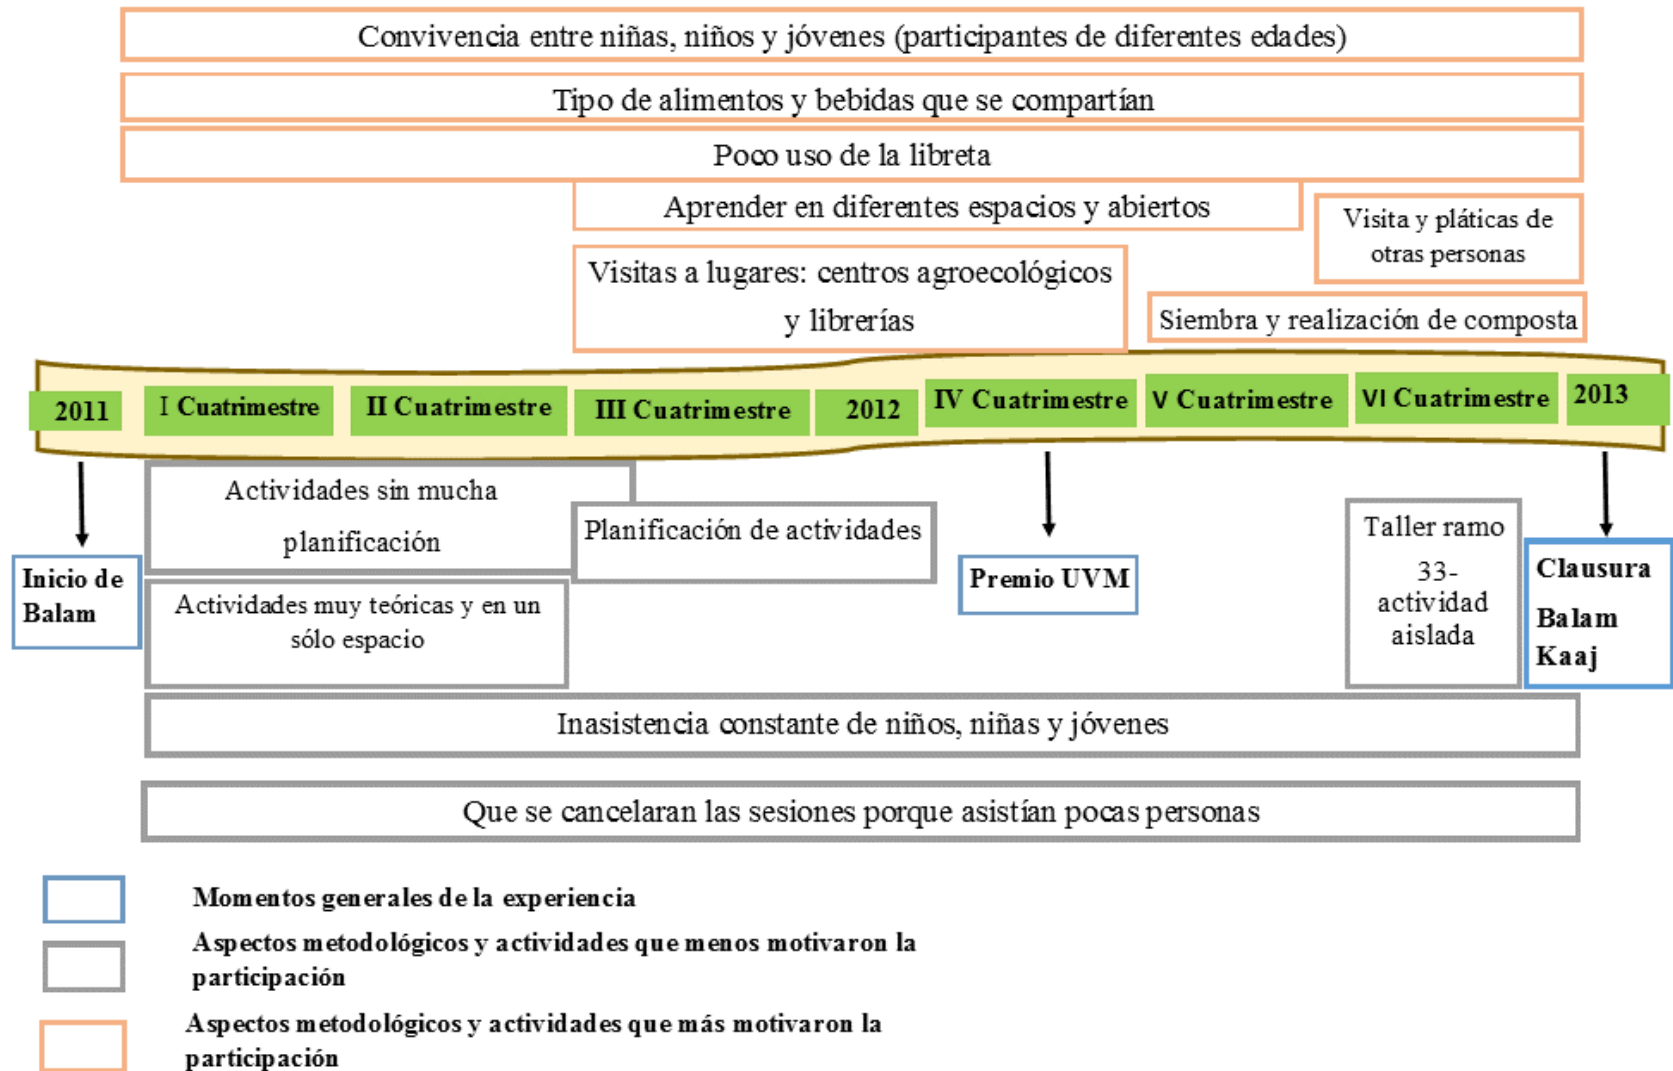 Convivencia entre niñas, niños y jóvenes (participantes de diferentes edades)
Tipo de alimentos y bebidas que se compartían
Poco uso de la libreta
Aprender en diferentes espacios y abiertos
Visita y pláticas de
otras personas
Visitas a lugares: centros agroecológicos
y librerías
Siembra y realización de composta
2011
I Cuatrimestre
II Cuatrimestre
III Cuatrimestre
2012
IV Cuatrimestre
V Cuatrimestre
VI Cuatrimestre
2013
Actividades sin mucha
planificación
Planificación de actividades
Taller ramo
33-
actividad
aislada
Inicio de
Balam
Actividades muy teóricas y en un
sólo espacio
Premio UVM
Clausura
Balam
Kaaj
Inasistencia constante de niños, niñas y jóvenes
Que se cancelaran las sesiones porque asistían pocas personas
Momentos generales de la experiencia
Aspectos metodológicos y actividades que menos motivaron la
participación
Aspectos metodológicos y actividades que más motivaron la
participación